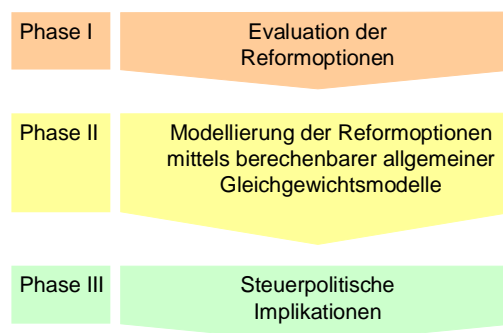 Phase I
Evaluation der
Reformoptionen
Phase II
Modellierung der Reformoptionen
mittels berechenbarer allgemeiner
Gleichgewichtsmodelle
Phase III
Steuerpolitische
Implikationen